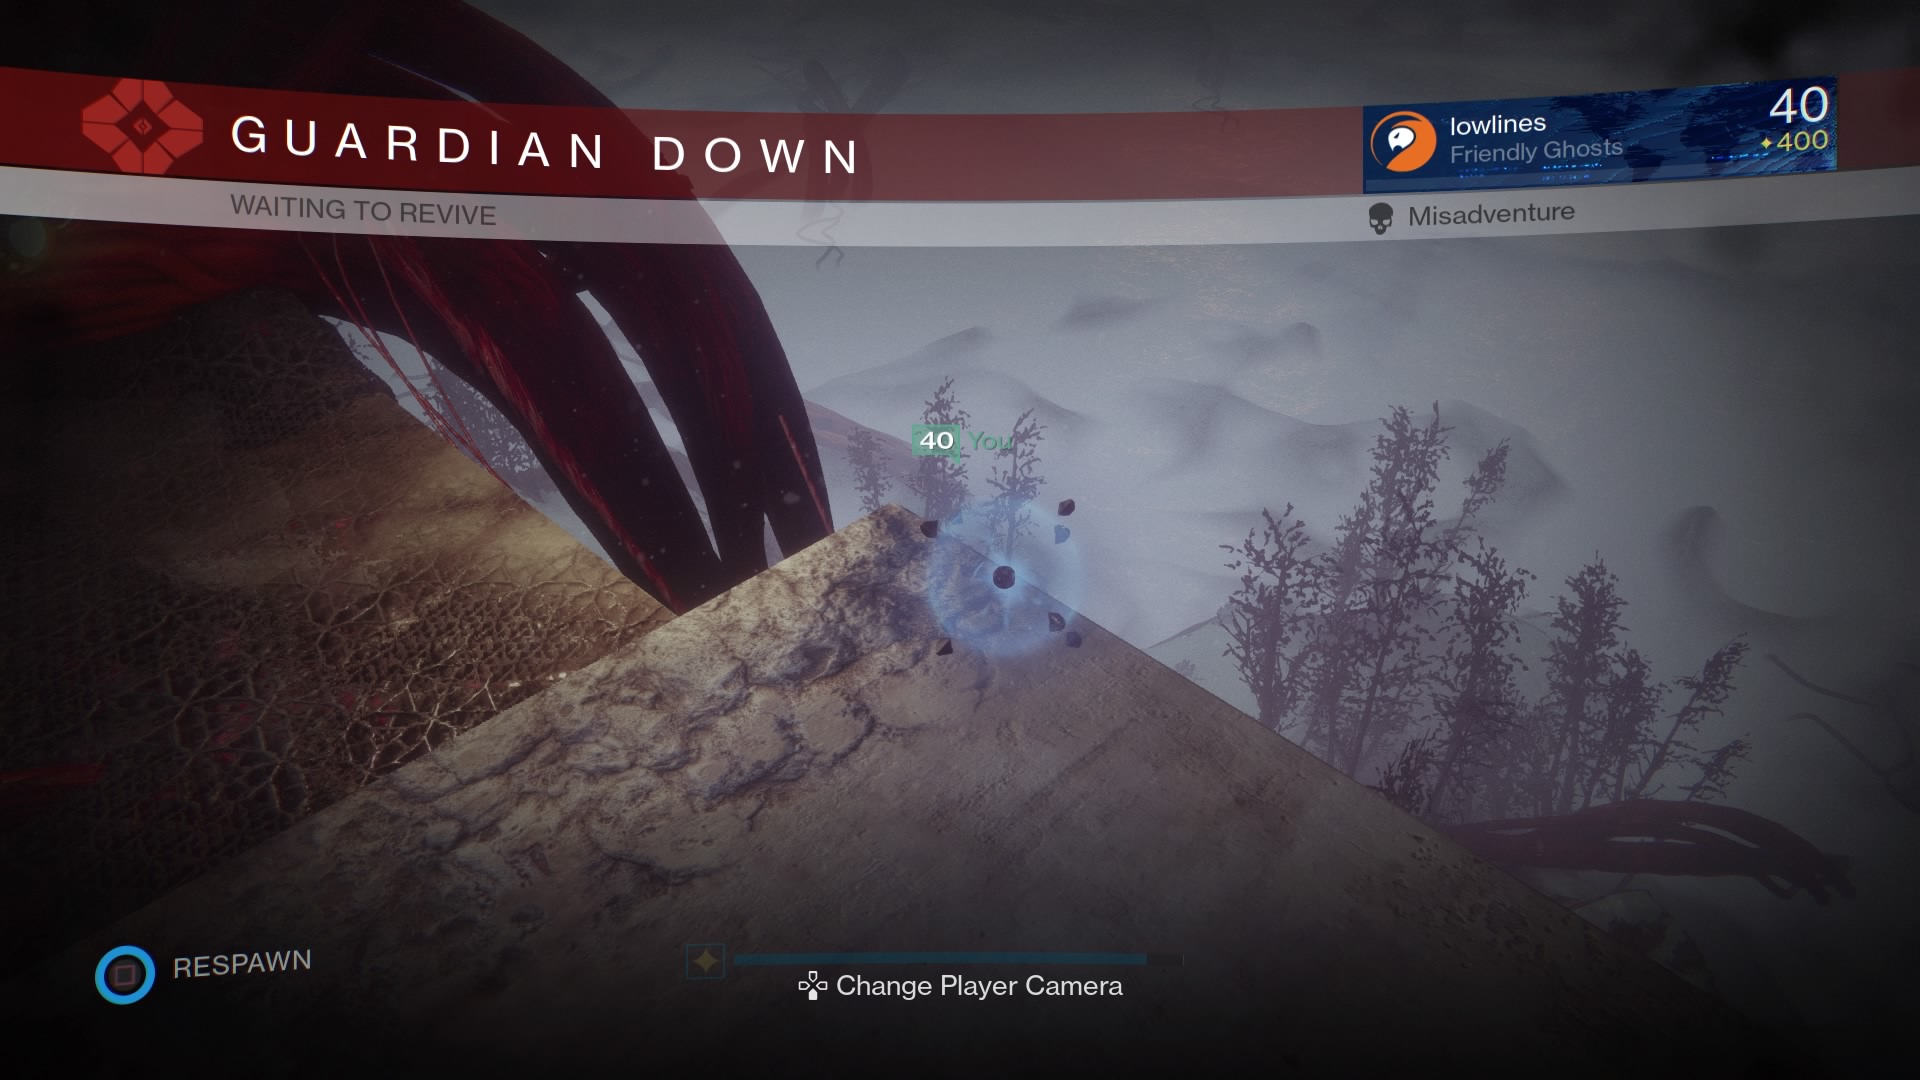 GUARDIAN DOWN
WAITING TO REVIVE
lowlines
Friendly Ghosts
40
400
Misadventure
40 You
RESPAWN
Change Player Camera